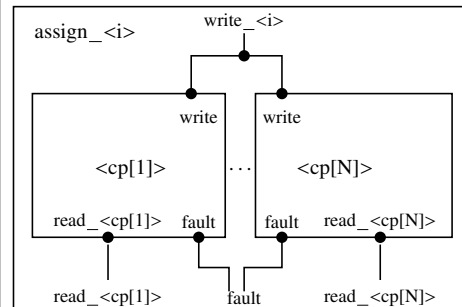 write_<i>
assign_<i>
write write
<cp[1]> ... <cp[N]>
read_<cp[1]> fault fault read_<cp[N]>
read_<cp[1]> fault read_<cp[N]>